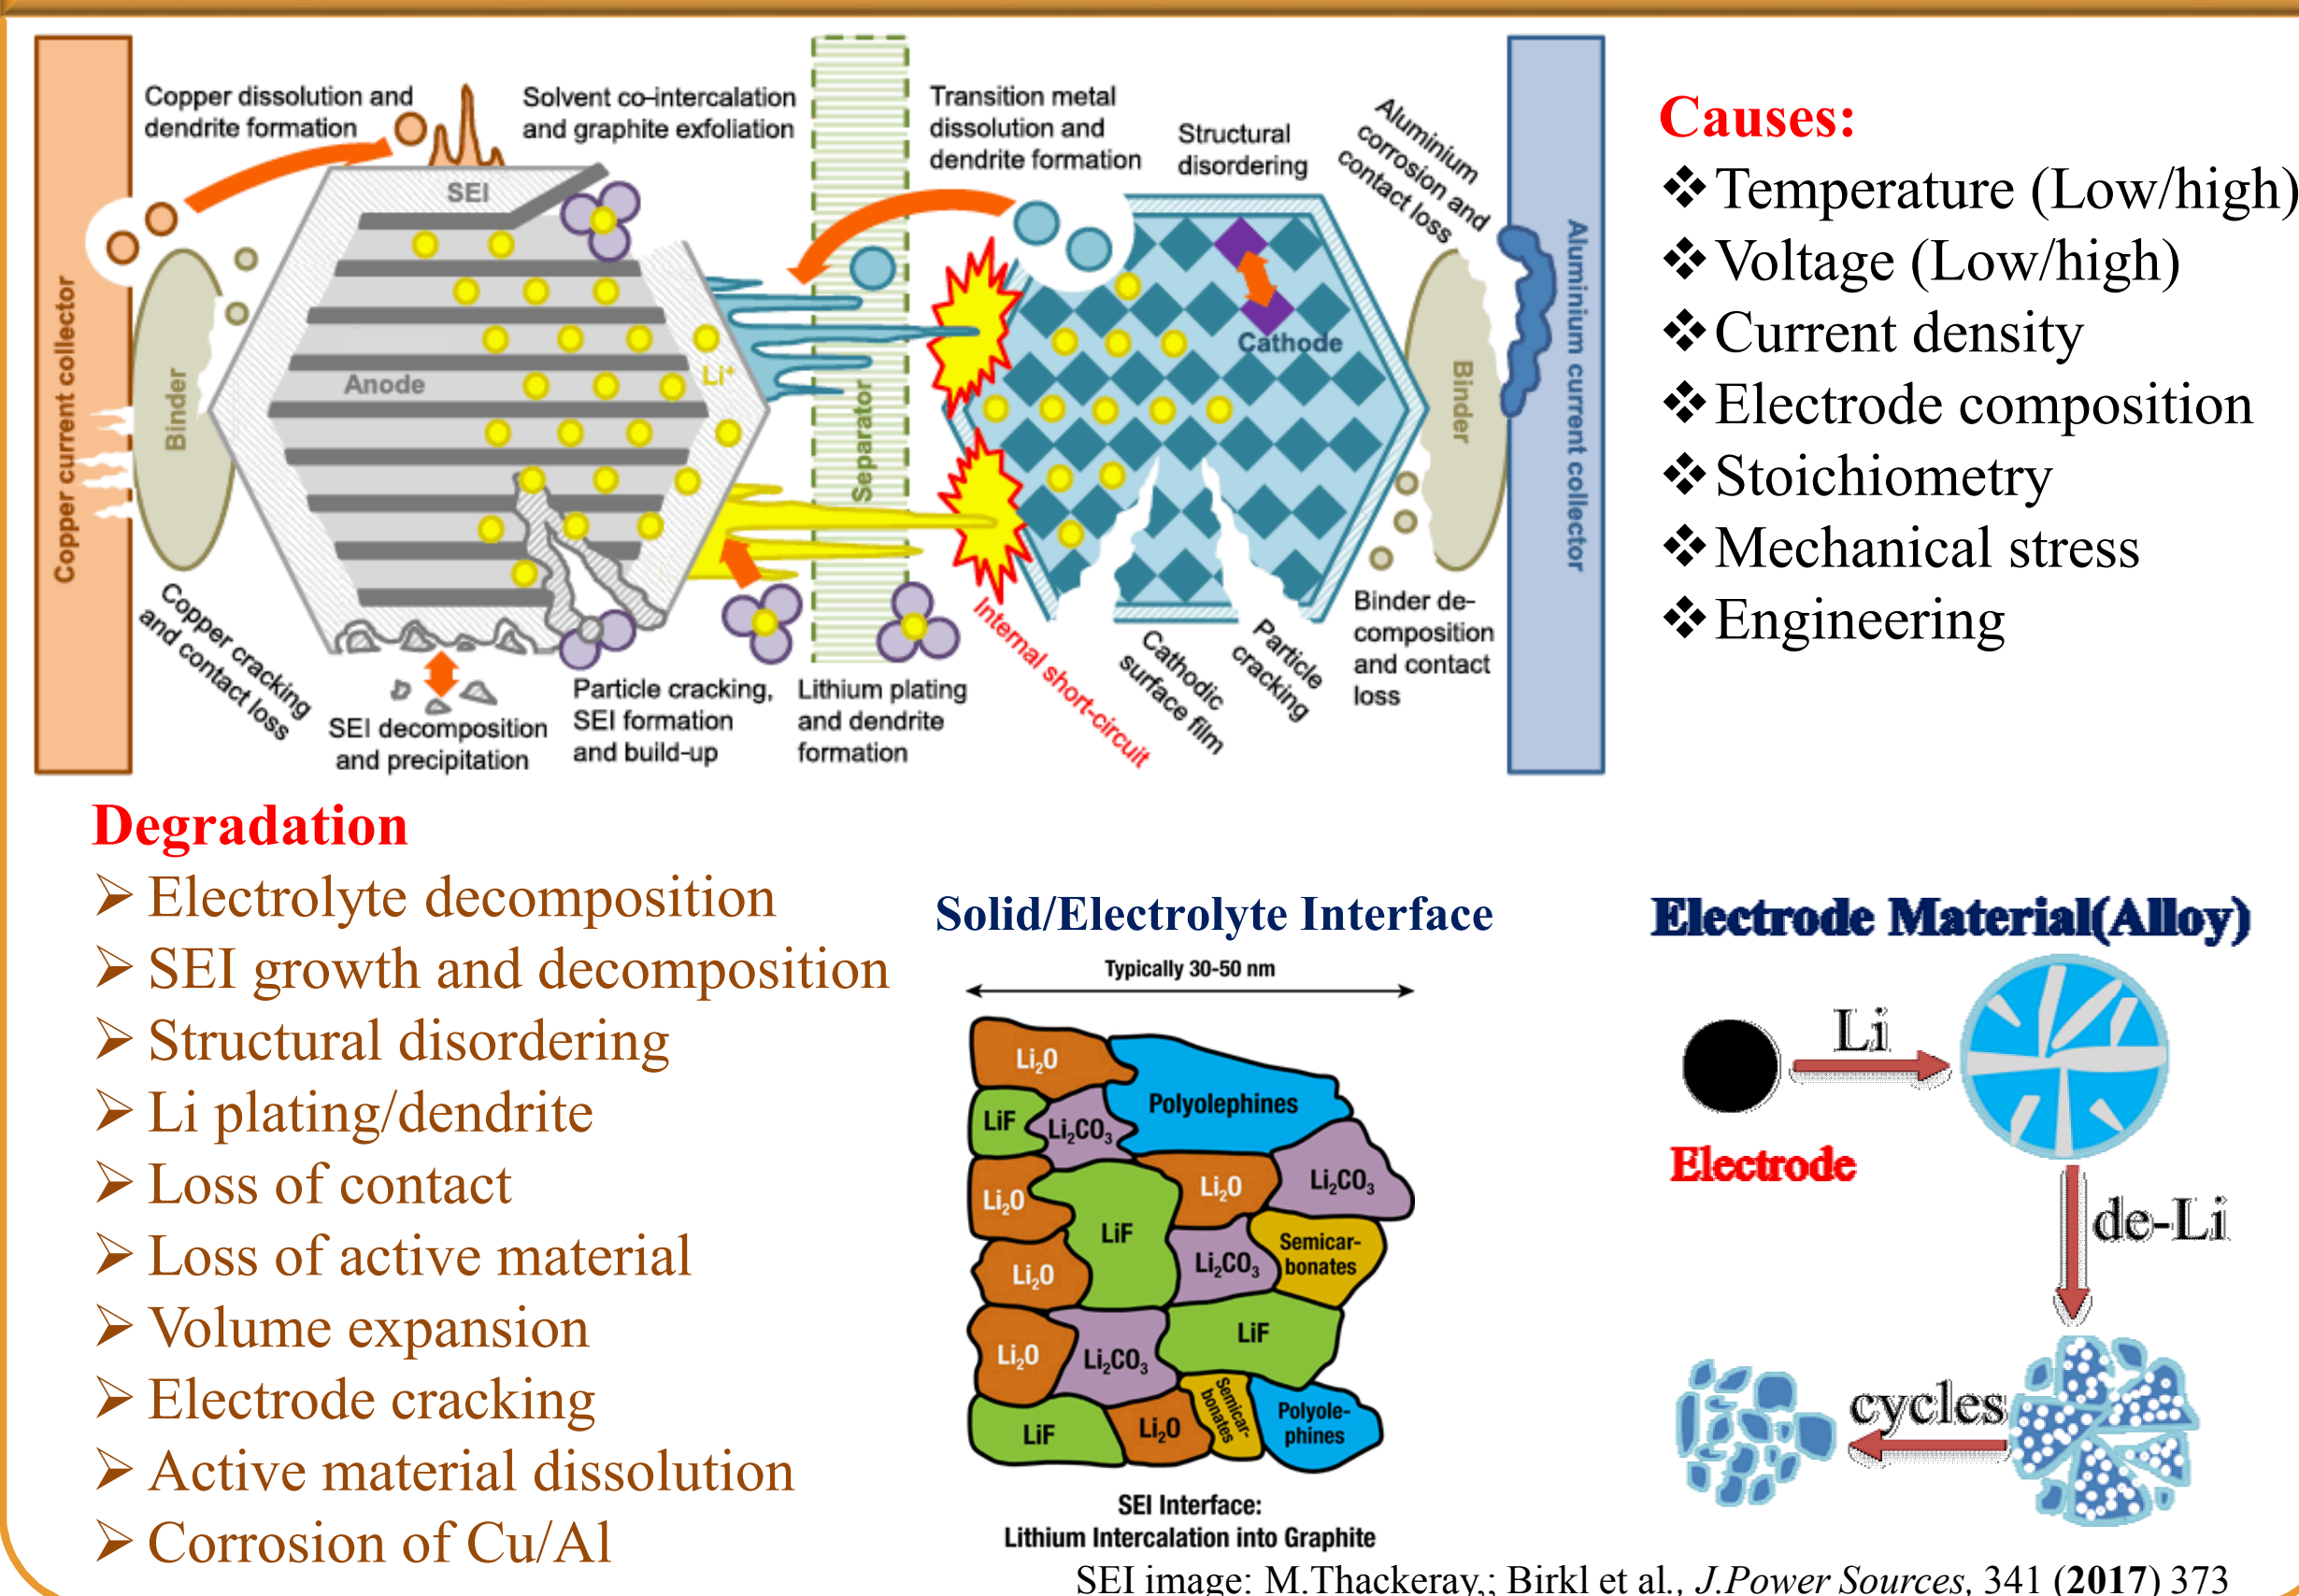 Copper dissolution and
dendrite formation
Solvent co-intercalation
and graphite exfoliation
Transition metal
dissolution and
dendrite formation
Structural
disordering
Aluminium
corrosion and
contact loss
SEI
Anode
Li⁺
Cathode
Copper current collector
Binder
Separator
Binder
Aluminium current collector
Copper cracking
and contact loss
SEI decomposition
and precipitation
Particle cracking,
SEI formation
and build-up
Lithium plating
and dendrite
formation
Internal short-circuit
Cathodic
surface film
Particle
cracking
Binder de-
composition
and contact
loss
Causes:
❖Temperature (Low/high)
❖Voltage (Low/high)
❖Current density
❖Electrode composition
❖Stoichiometry
❖Mechanical stress
❖Engineering
Degradation
➢ Electrolyte decomposition
➢ SEI growth and decomposition
➢ Structural disordering
➢ Li plating/dendrite
➢ Loss of contact
➢ Loss of active material
➢ Volume expansion
➢ Electrode cracking
➢ Active material dissolution
➢ Corrosion of Cu/Al
Solid/Electrolyte Interface
Typically 30-50 nm
Li₂O
Polyolephines
LiF
Li₂CO₃
Li₂O
LiF
Li₂O
Li₂CO₃
Li₂O
Li₂CO₃
Semicar-
bonates
Li₂O
Li₂CO₃
LiF
LiF
Li₂O
Semicar-
bonates
Polyole-
phines
SEI Interface:
Lithium Intercalation into Graphite
Electrode Material(Alloy)
Li
Electrode
de-Li
cycles
SEI image: M.Thackeray,; Birkl et al., J.Power Sources, 341 (2017) 373